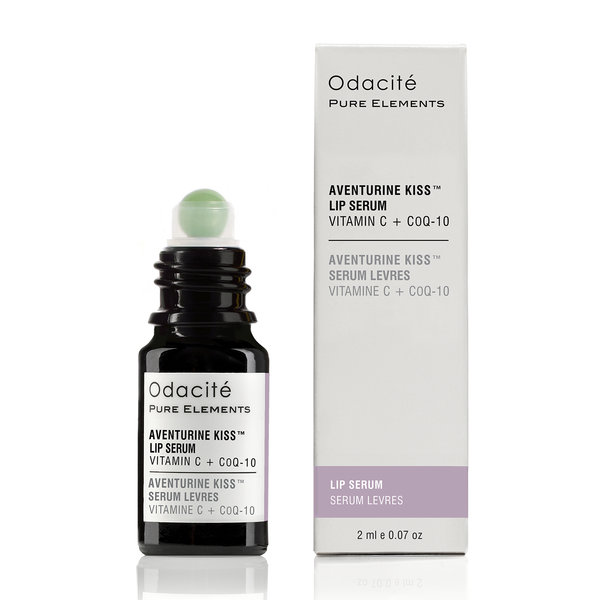 Odacité
PURE ELEMENTS
AVENTURINE KISS™
LIP SERUM
VITAMIN C + CoQ-10
AVENTURINE KISS™
SERUM LEVRES
VITAMINE C + CoQ-10
LIP SERUM
SERUM LEVRES
2 ml e 0.07 oz
Odacité
PURE ELEMENTS
AVENTURINE KISS™
LIP SERUM
VITAMIN C + CoQ-10
AVENTURINE KISS™
SERUM LEVRES
VITAMINE C + CoQ-10